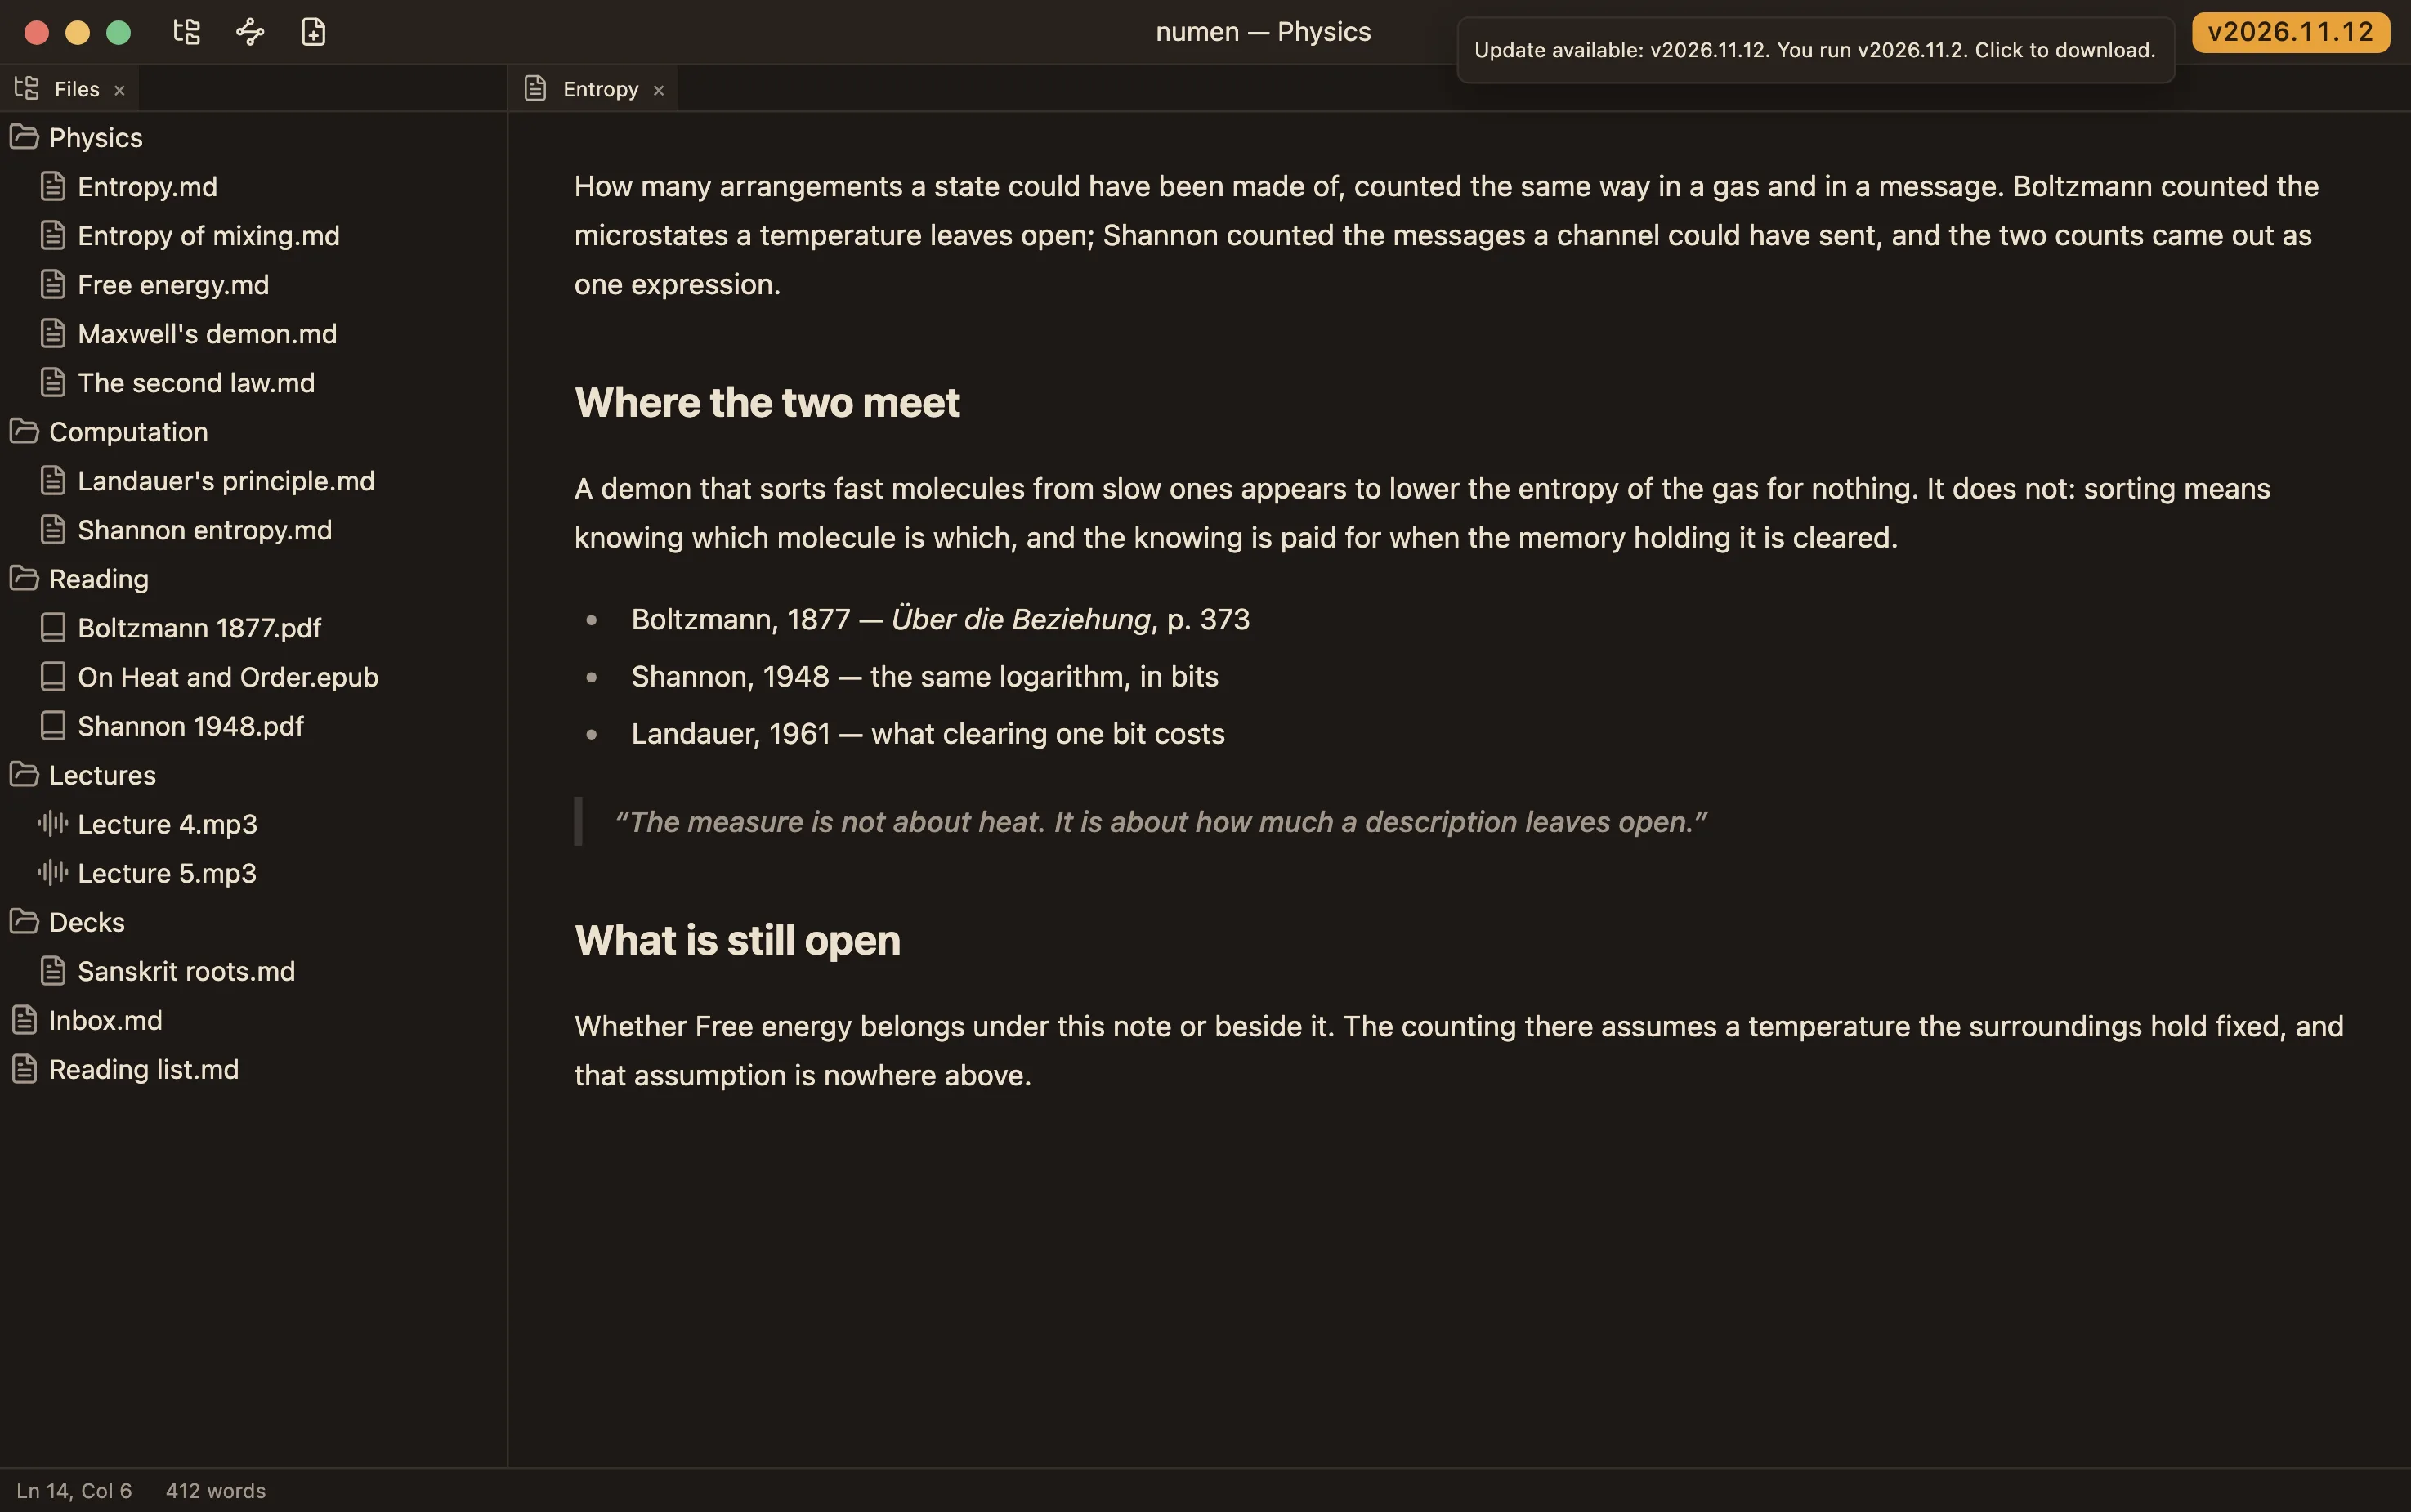 numen — Physics
Update available: v2026.11.12. You run v2026.11.2. Click to download.
v2026.11.12
Files ×
Entropy ×
Physics
Entropy.md
Entropy of mixing.md
Free energy.md
Maxwell's demon.md
The second law.md
Computation
Landauer's principle.md
Shannon entropy.md
Reading
Boltzmann 1877.pdf
On Heat and Order.epub
Shannon 1948.pdf
Lectures
Lecture 4.mp3
Lecture 5.mp3
Decks
Sanskrit roots.md
Inbox.md
Reading list.md
How many arrangements a state could have been made of, counted the same way in a gas and in a message. Boltzmann counted the
microstates a temperature leaves open; Shannon counted the messages a channel could have sent, and the two counts came out as
one expression.
Where the two meet
A demon that sorts fast molecules from slow ones appears to lower the entropy of the gas for nothing. It does not: sorting means
knowing which molecule is which, and the knowing is paid for when the memory holding it is cleared.
• Boltzmann, 1877 — Über die Beziehung, p. 373
• Shannon, 1948 — the same logarithm, in bits
• Landauer, 1961 — what clearing one bit costs
“The measure is not about heat. It is about how much a description leaves open.”
What is still open
Whether Free energy belongs under this note or beside it. The counting there assumes a temperature the surroundings hold fixed, and
that assumption is nowhere above.
Ln 14, Col 6
412 words